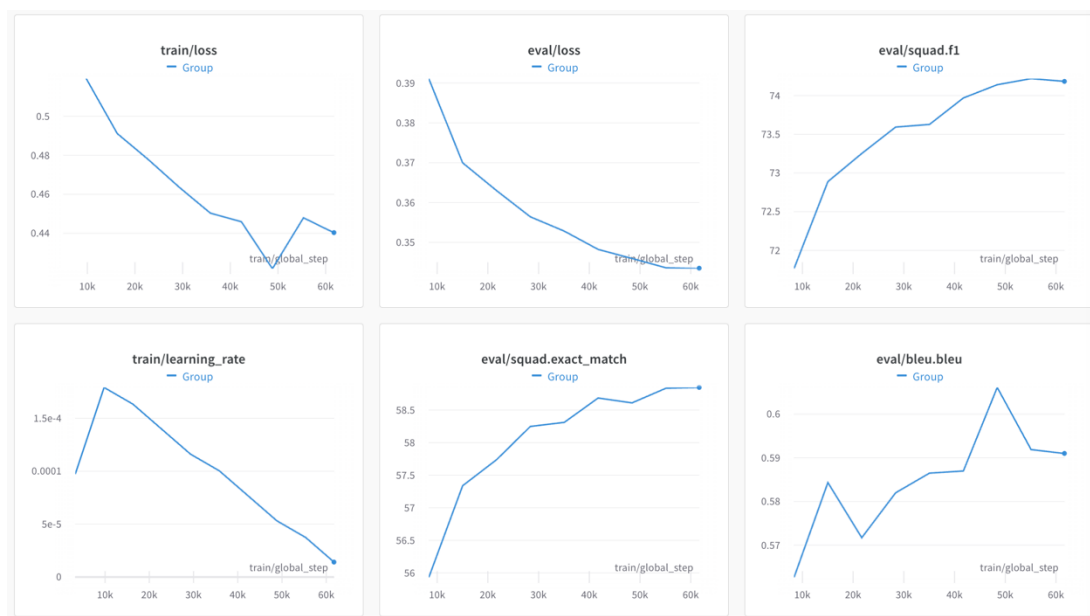 train/loss
Group
0.5
0.48
0.46
0.44
train/global_step
10k 20k 30k 40k 50k 60k
eval/loss
Group
0.39
0.38
0.37
0.36
0.35
train/global_step
10k 20k 30k 40k 50k 60k
eval/squad.f1
Group
74
73.5
73
72.5
72
train/global_step
10k 20k 30k 40k 50k 60k
train/learning_rate
Group
1.5e-4
0.0001
5e-5
0
train/global_step
10k 20k 30k 40k 50k 60k
eval/squad.exact_match
Group
58.5
58
57.5
57
56.5
56
train/global_step
10k 20k 30k 40k 50k 60k
eval/bleu.bleu
Group
0.6
0.59
0.58
0.57
train/global_step
10k 20k 30k 40k 50k 60k